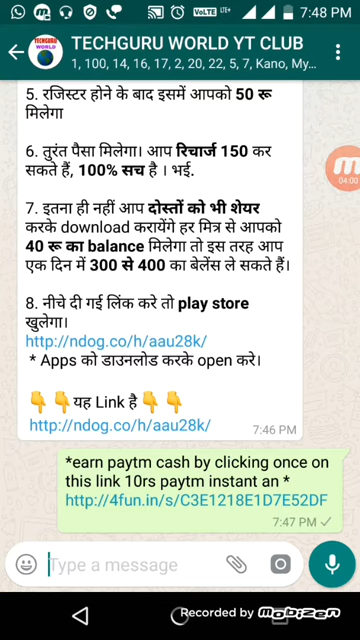 VoLTE LTE+ 7:48 PM
TECHGURU WORLD YT CLUB
1, 100, 14, 16, 17, 2, 20, 22, 5, 7, Kano, My...
5. रजिस्टर होने के बाद इसमें आपको 50 रू
मिलेगा
6. तुरंत पैसा मिलेगा। आप रिचार्ज 150 कर
सकते हैं, 100% सच है । भई.
7. इतना ही नहीं आप दोस्तों को भी शेयर
करके download करायेंगे हर मित्र से आपको
40 रू का balance मिलेगा तो इस तरह आप
एक दिन में 300 से 400 का बेलेंस ले सकते हैं।
04:00
8. नीचे दी गई लिंक करे तो play store
खुलेगा।
http://ndog.co/h/aau28k/
* Apps को डाउनलोड करके open करे।
👇👇यह Link है👇👇
http://ndog.co/h/aau28k/
7:46 PM
*earn paytm cash by clicking once on
this link 10rs paytm instant an *
http://4fun.in/s/C3E1218E1D7E52DF
7:47 PM
Type a message
Recorded by Mobizen